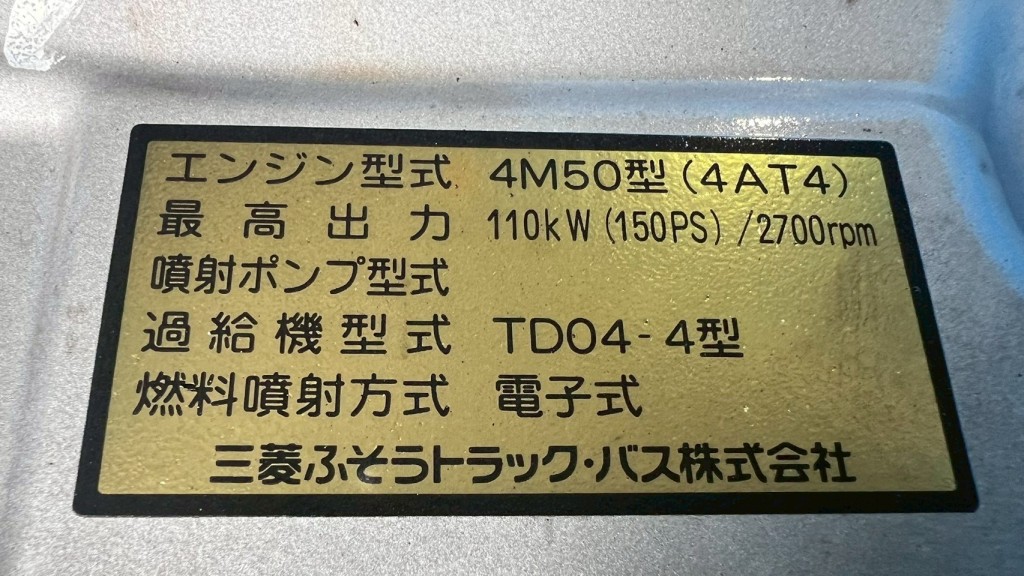 エンジン型式 4M50型(4AT4)
最高出力 110kW(150PS)/2700rpm
噴射ポンプ型式
過給機型式 TD04-4型
燃料噴射方式 電子式
三菱ふそうトラック・バス株式会社